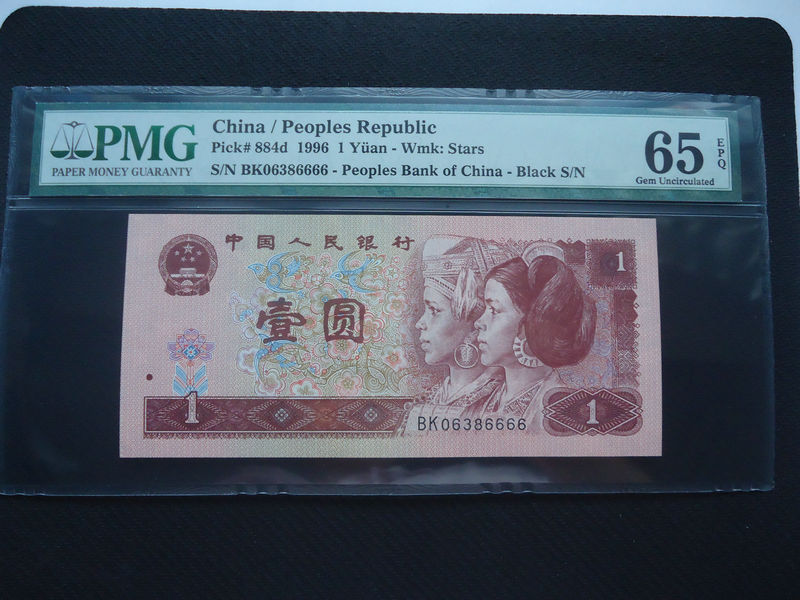 PMG
PAPER MONEY GUARANTY
China / Peoples Republic
Pick# 884d 1996 1 Yüan - Wmk: Stars
S/N BK06386666 - Peoples Bank of China - Black S/N
65
EPQ
Gem Uncirculated
中国人民银行
1
壹圆
1
1
BK06386666